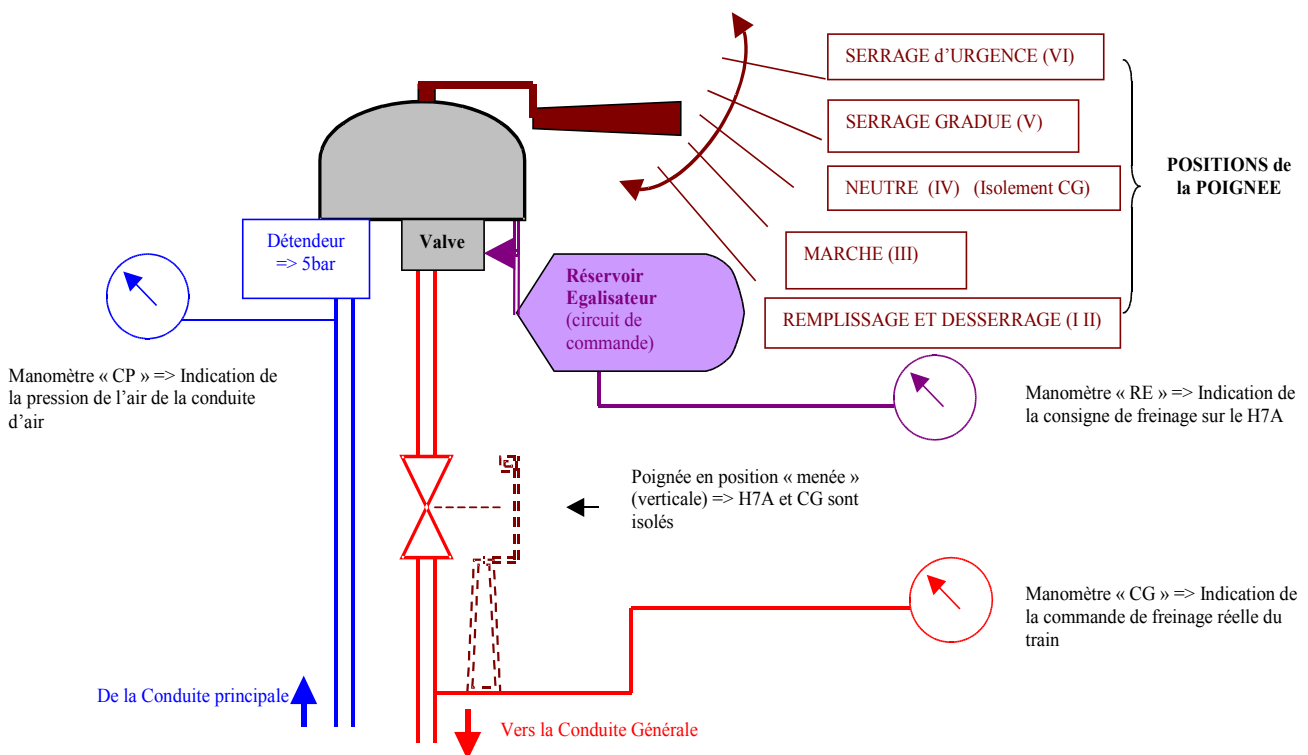 SERRAGE d'URGENCE (VI)
SERRAGE GRADUE (V)
NEUTRE (IV) (Isolement CG)
MARCHE (III)
REMPLISSAGE ET DESSERRAGE (I II)
POSITIONS de
la POIGNEE
Détendeur
=> 5bar
Valve
Réservoir
Egalisateur
(circuit de
commande)
Manomètre « CP » => Indication de
la pression de l'air de la conduite
d'air
Manomètre « RE » => Indication de
la consigne de freinage sur le H7A
Poignée en position « menée »
(verticale) => H7A et CG sont
isolés
Manomètre « CG » => Indication de
la commande de freinage réelle du
train
De la Conduite principale
Vers la Conduite Générale